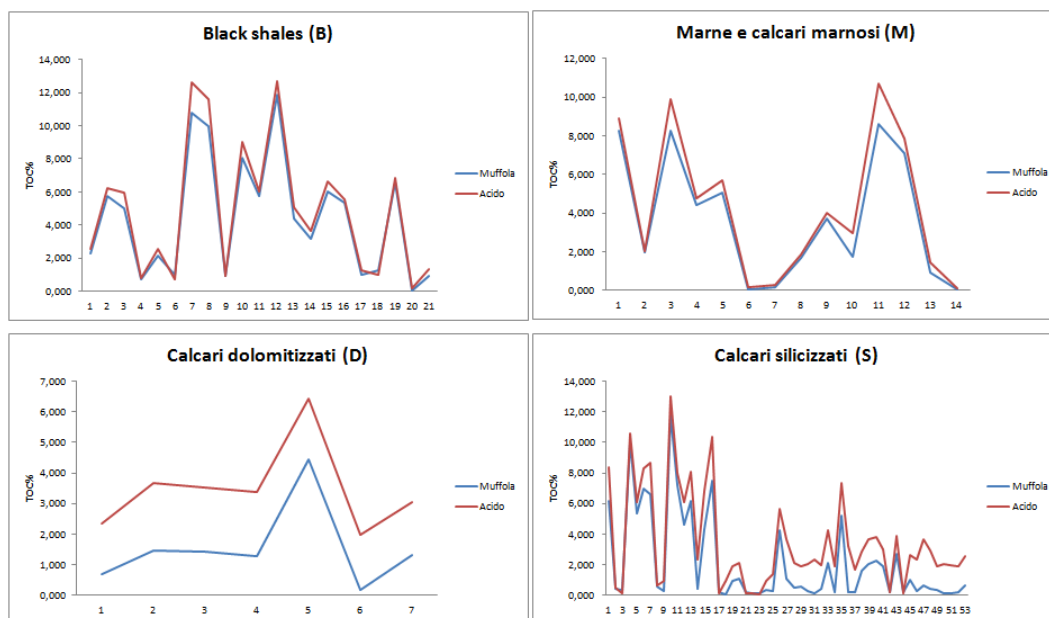 Black shales (B)
14,000
12,000
10,000
8,000
6,000
4,000
2,000
0,000
TOC%
1 2 3 4 5 6 7 8 9 10 11 12 13 14 15 16 17 18 19 20 21
Muffola
Acido
Marne e calcari marnosi (M)
12,000
10,000
8,000
6,000
4,000
2,000
0,000
TOC%
1 2 3 4 5 6 7 8 9 10 11 12 13 14
Muffola
Acido
Calcari dolomitizzati (D)
7,000
6,000
5,000
4,000
3,000
2,000
1,000
0,000
TOC%
1 2 3 4 5 6 7
Muffola
Acido
Calcari silicizzati (S)
14,000
12,000
10,000
8,000
6,000
4,000
2,000
0,000
TOC%
1 3 5 7 9 11 13 15 17 19 21 23 25 27 29 31 33 35 37 39 41 43 45 47 49 51 53
Muffola
Acido